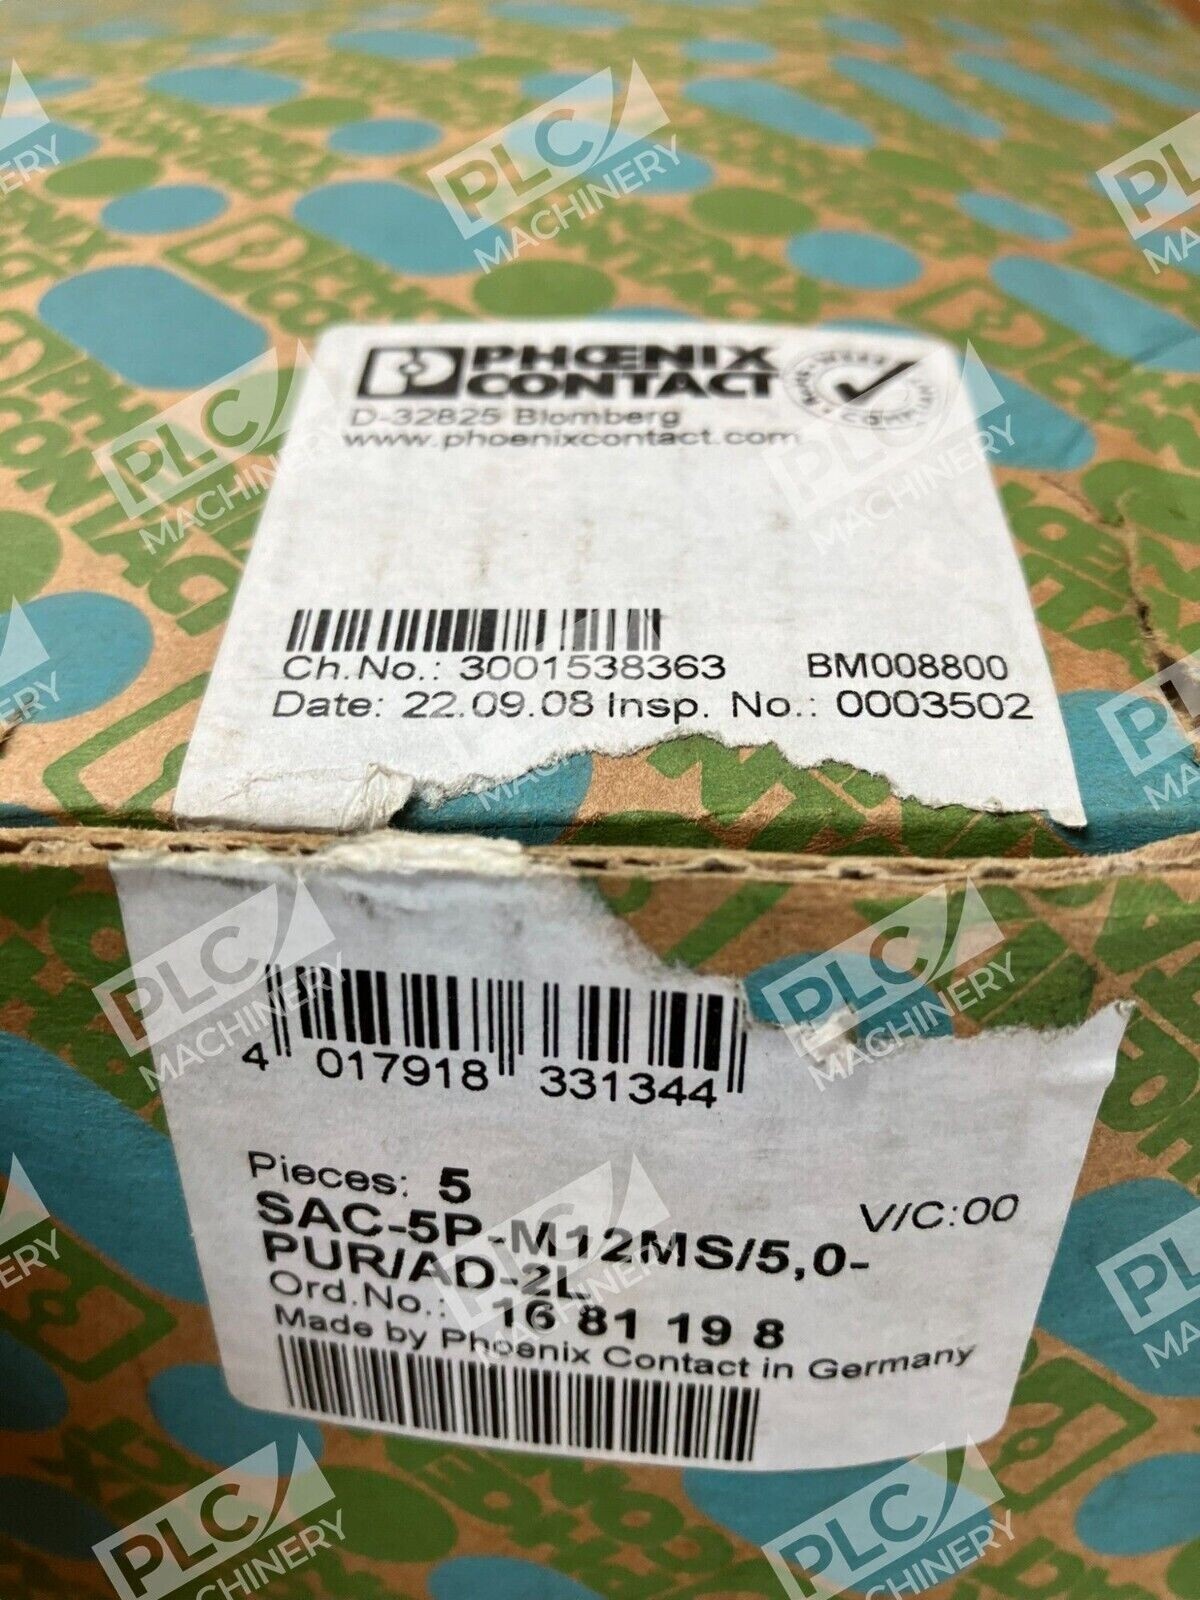 PHŒNIX
CONTACT
D-32825 Blomberg
www.phoenixcontact.com
Ch.No.: 3001538363 BM008800
Date: 22.09.08 Insp. No.: 0003502
4 017918 331344
Pieces: 5
V/C:00
SAC-5P-M12MS/5,0-
PUR/AD-2L
Ord.No.: 16 81 19 8
Made by Phoenix Contact in Germany
PLC
MACHINERY